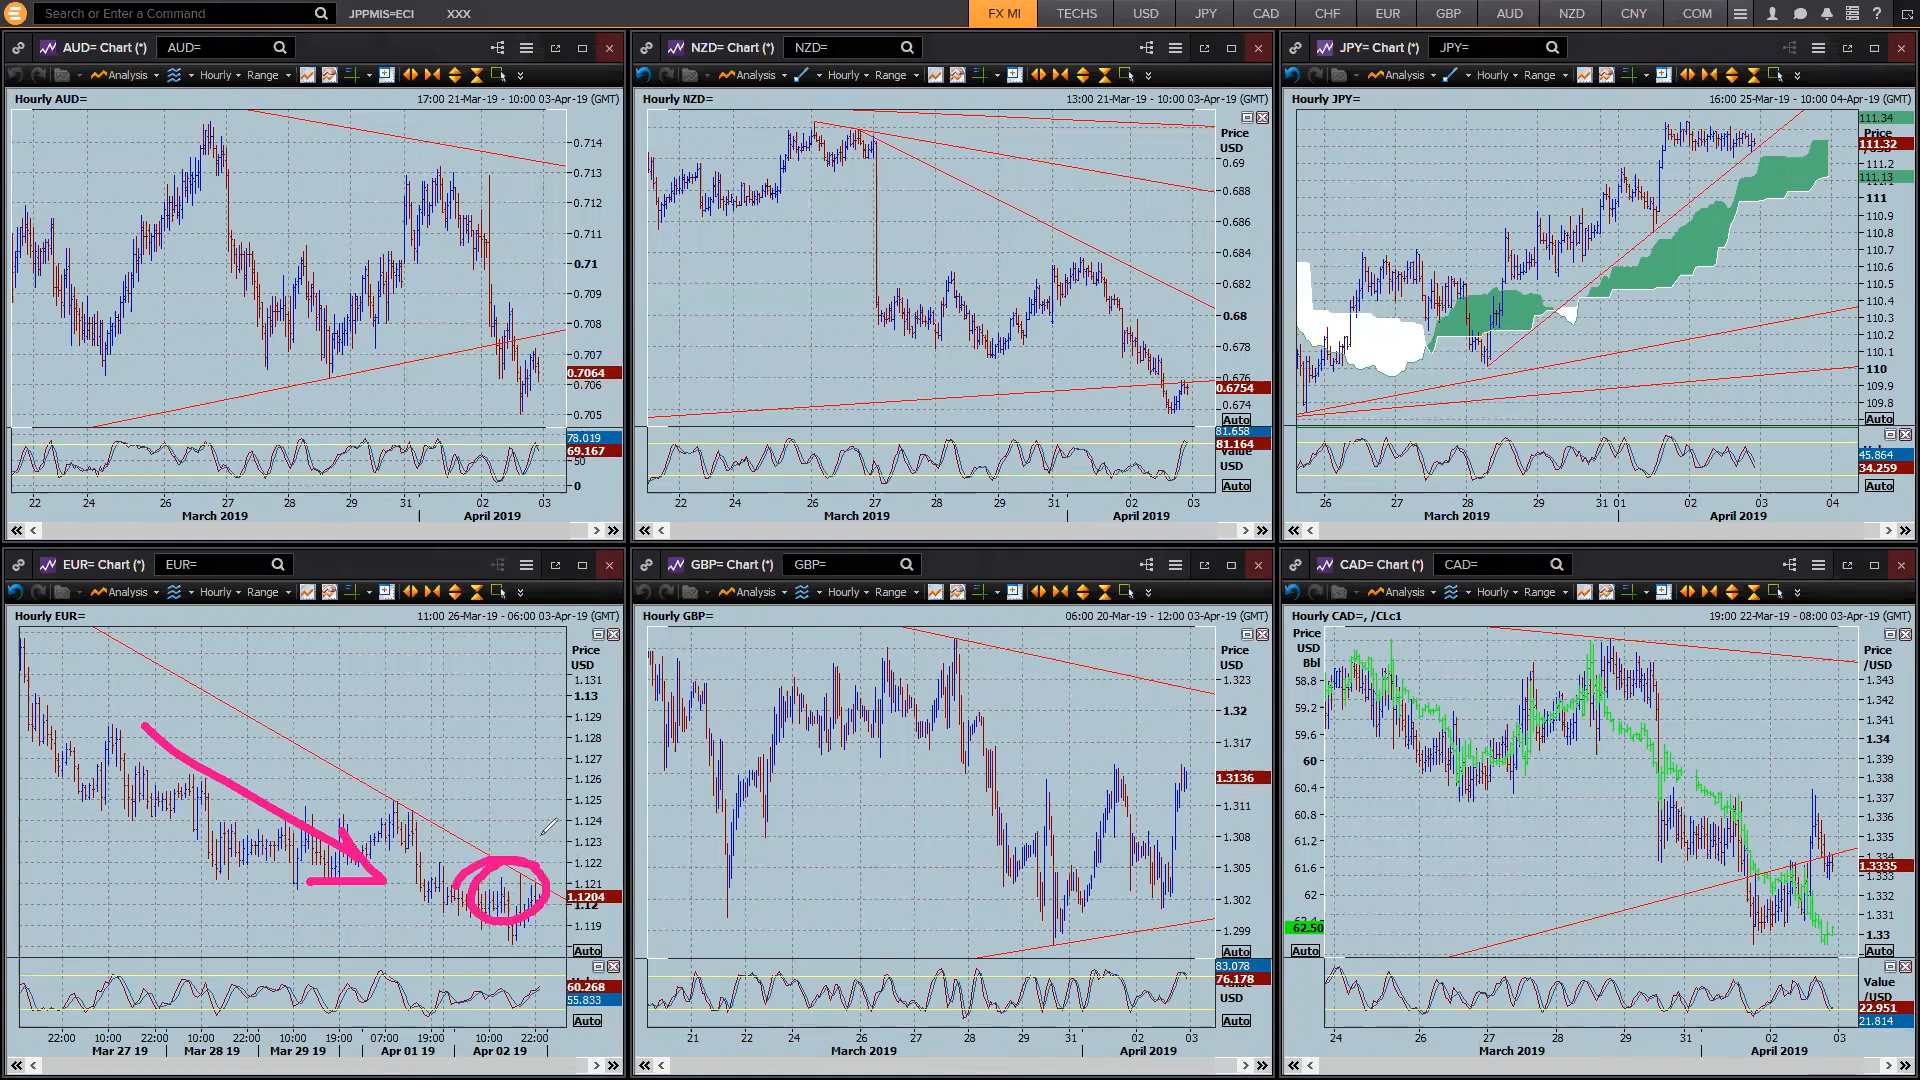 Search or Enter a Command JPPMIS=ECI XXX FX MI TECHS USD JPY CAD CHF EUR GBP AUD NZD CNY COM
AUD= Chart (*) AUD=
Analysis Hourly Range
Hourly AUD= 17:00 21-Mar-19 - 10:00 03-Apr-19 (GMT)
0.714
0.713
0.712
0.711
0.71
0.709
0.708
0.707
0.7064
0.706
0.705
78.019
69.167
50
0
22 24 26 27 28 29 31 02 03
March 2019 April 2019
NZD= Chart (*) NZD=
Analysis Hourly Range
Hourly NZD= 13:00 21-Mar-19 - 10:00 03-Apr-19 (GMT)
Price
USD
0.69
0.688
0.686
0.684
0.682
0.68
0.678
0.676
0.6754
0.674
Auto
81.658
81.164
Value
USD
Auto
22 24 26 27 28 29 31 02 03
March 2019 April 2019
JPY= Chart (*) JPY=
Analysis Hourly Range
Hourly JPY= 16:00 25-Mar-19 - 10:00 04-Apr-19 (GMT)
111.34
Price
111.32
111.2
111.13
111
110.9
110.8
110.7
110.6
110.5
110.4
110.3
110.2
110.1
110
109.9
109.8
Auto
45.864
34.259
Auto
26 27 28 29 31 01 02 03 04
March 2019 April 2019
EUR= Chart (*) EUR=
Analysis Hourly Range
Hourly EUR= 11:00 26-Mar-19 - 06:00 03-Apr-19 (GMT)
Price
USD
1.131
1.13
1.129
1.128
1.127
1.126
1.125
1.124
1.123
1.122
1.121
1.1204
1.12
1.119
Auto
60.268
55.833
Auto
22:00 10:00 22:00 22:00 10:00 19:00 07:00 19:00 10:00 22:00
Mar 27 19 Mar 28 19 Mar 29 19 Apr 01 19 Apr 02 19
GBP= Chart (*) GBP=
Analysis Hourly Range
Hourly GBP= 06:00 20-Mar-19 - 12:00 03-Apr-19 (GMT)
Price
USD
1.323
1.32
1.317
1.3136
1.311
1.308
1.305
1.302
1.299
Auto
83.078
76.178
Value
USD
Auto
21 22 24 26 27 28 29 31 02 03
March 2019 April 2019
CAD= Chart (*) CAD=
Analysis Hourly Range
Hourly CAD=, /CLc1 19:00 22-Mar-19 - 08:00 03-Apr-19 (GMT)
Price
USD
Bbl
58.8
59.2
59.6
60
60.4
60.8
61.2
61.6
62
62.4
62.50
Auto
Price
/USD
1.343
1.342
1.341
1.34
1.339
1.338
1.337
1.336
1.335
1.334
1.3335
1.333
1.332
1.331
1.33
Auto
Value
/USD
22.951
21.814
24 25 26 27 28 29 31 02 03
March 2019 April 2019